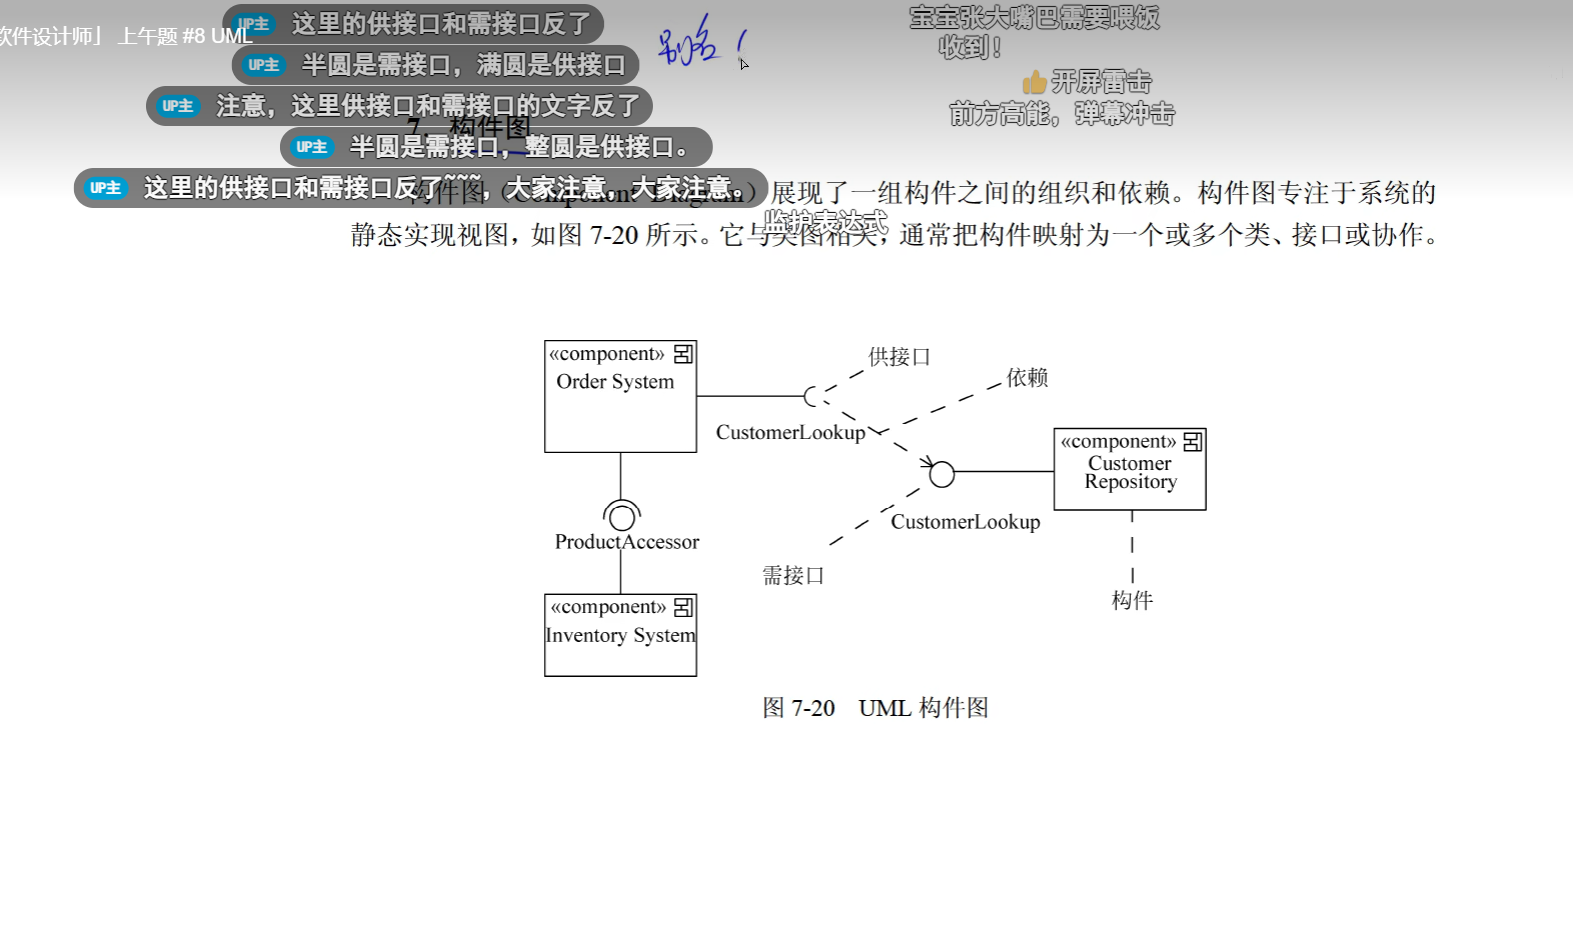 软件设计师」 上午题 #8 UML
UP主 这里的供接口和需接口反了
UP主 半圆是需接口，满圆是供接口
UP主 注意，这里供接口和需接口的文字反了
UP主 半圆是需接口，整圆是供接口。
UP主 这里的供接口和需接口反了~~~，大家注意，大家注意。
别名（
宝宝张大嘴巴需要喂饭
收到！
开屏雷击
前方高能，弹幕冲击
监护表达式
7．构件图
构件图（Component Diagram）展现了一组构件之间的组织和依赖。构件图专注于系统的
静态实现视图，如图 7-20 所示。它与类图相关，通常把构件映射为一个或多个类、接口或协作。
«component»
Order System
供接口
依赖
CustomerLookup
«component»
Customer
Repository
CustomerLookup
ProductAccessor
需接口
构件
«component»
Inventory System
图 7-20 UML 构件图